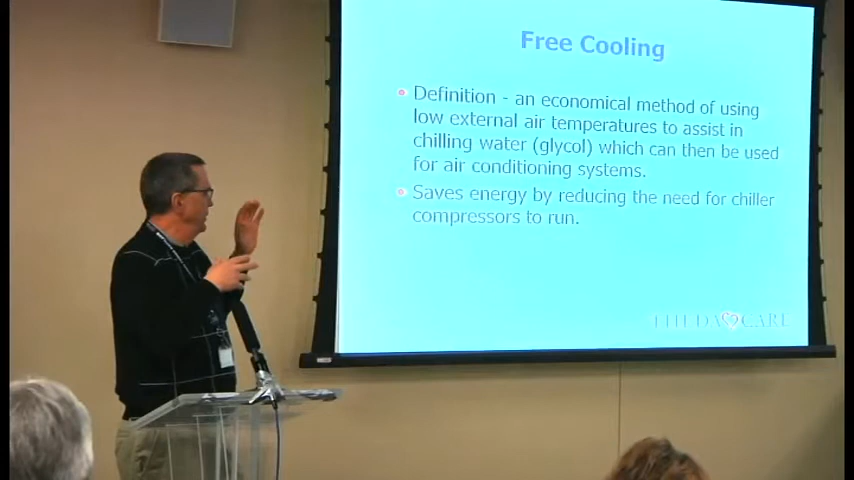 Free Cooling
Definition - an economical method of using
low external air temperatures to assist in
chilling water (glycol) which can then be used
for air conditioning systems.
Saves energy by reducing the need for chiller
compressors to run.
THEDA CARE